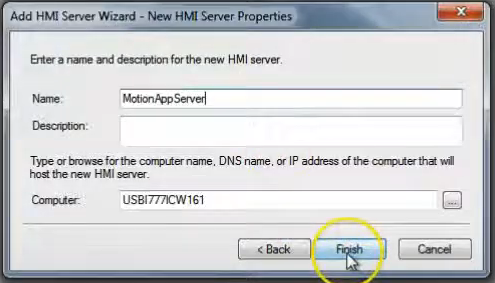 Add HMI Server Wizard - New HMI Server Properties
Enter a name and description for the new HMI server.
Name: MotionAppServer
Description:
Type or browse for the computer name, DNS name, or IP address of the computer that will
host the new HMI server.
Computer: USBI777ICW161 ...
< Back Finish Cancel